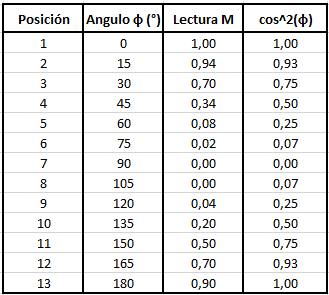 Posición Angulo ϕ (°) Lectura M cos^2(ϕ)
1 0 1,00 1,00
2 15 0,94 0,93
3 30 0,70 0,75
4 45 0,34 0,50
5 60 0,08 0,25
6 75 0,02 0,07
7 90 0,00 0,00
8 105 0,00 0,07
9 120 0,04 0,25
10 135 0,20 0,50
11 150 0,50 0,75
12 165 0,70 0,93
13 180 0,90 1,00